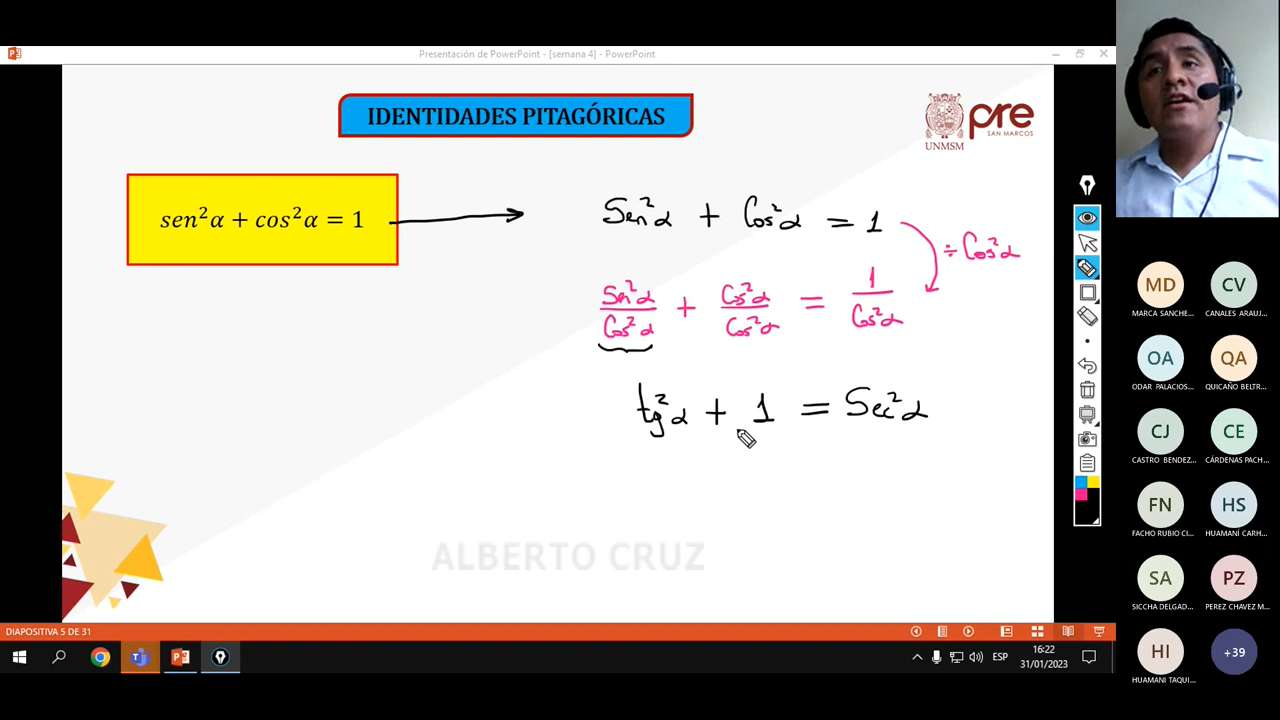 Presentación de PowerPoint - [semana 4] - PowerPoint
IDENTIDADES PITAGÓRICAS
UNMSM
pre
SAN MARCOS
sen²α + cos²α = 1
Sen²α + Cos²α = 1
÷ Cos²α
Sen²α/Cos²α + Cos²α/Cos²α = 1/Cos²α
tg²α + 1 = Sec²α
ALBERTO CRUZ
DIAPOSITIVA 5 DE 31
ESP
16:22
31/01/2023
MD
MARCA SANCHE...
CV
CANALES ARAUJ...
OA
ODAR PALACIOS...
QA
QUICAÑO BELTR...
CJ
CASTRO BENDEZ...
CE
CÁRDENAS PACH...
FN
FACHO RUBIO CI...
HS
HUAMANÍ CARH...
SA
SICCHA DELGAD...
PZ
PEREZ CHAVEZ M...
HI
HUAMANI TAQUI...
+39